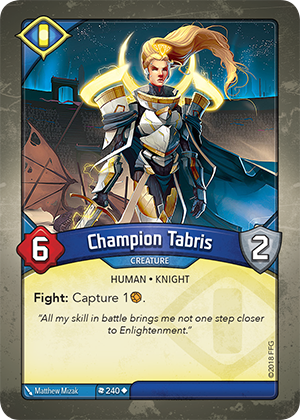 Champion Tabris
CREATURE
6
2
HUMAN • KNIGHT
Fight: Capture 1.
"All my skill in battle brings me not one step closer
to Enlightenment."
Matthew Mizak
240
©2018 FFG